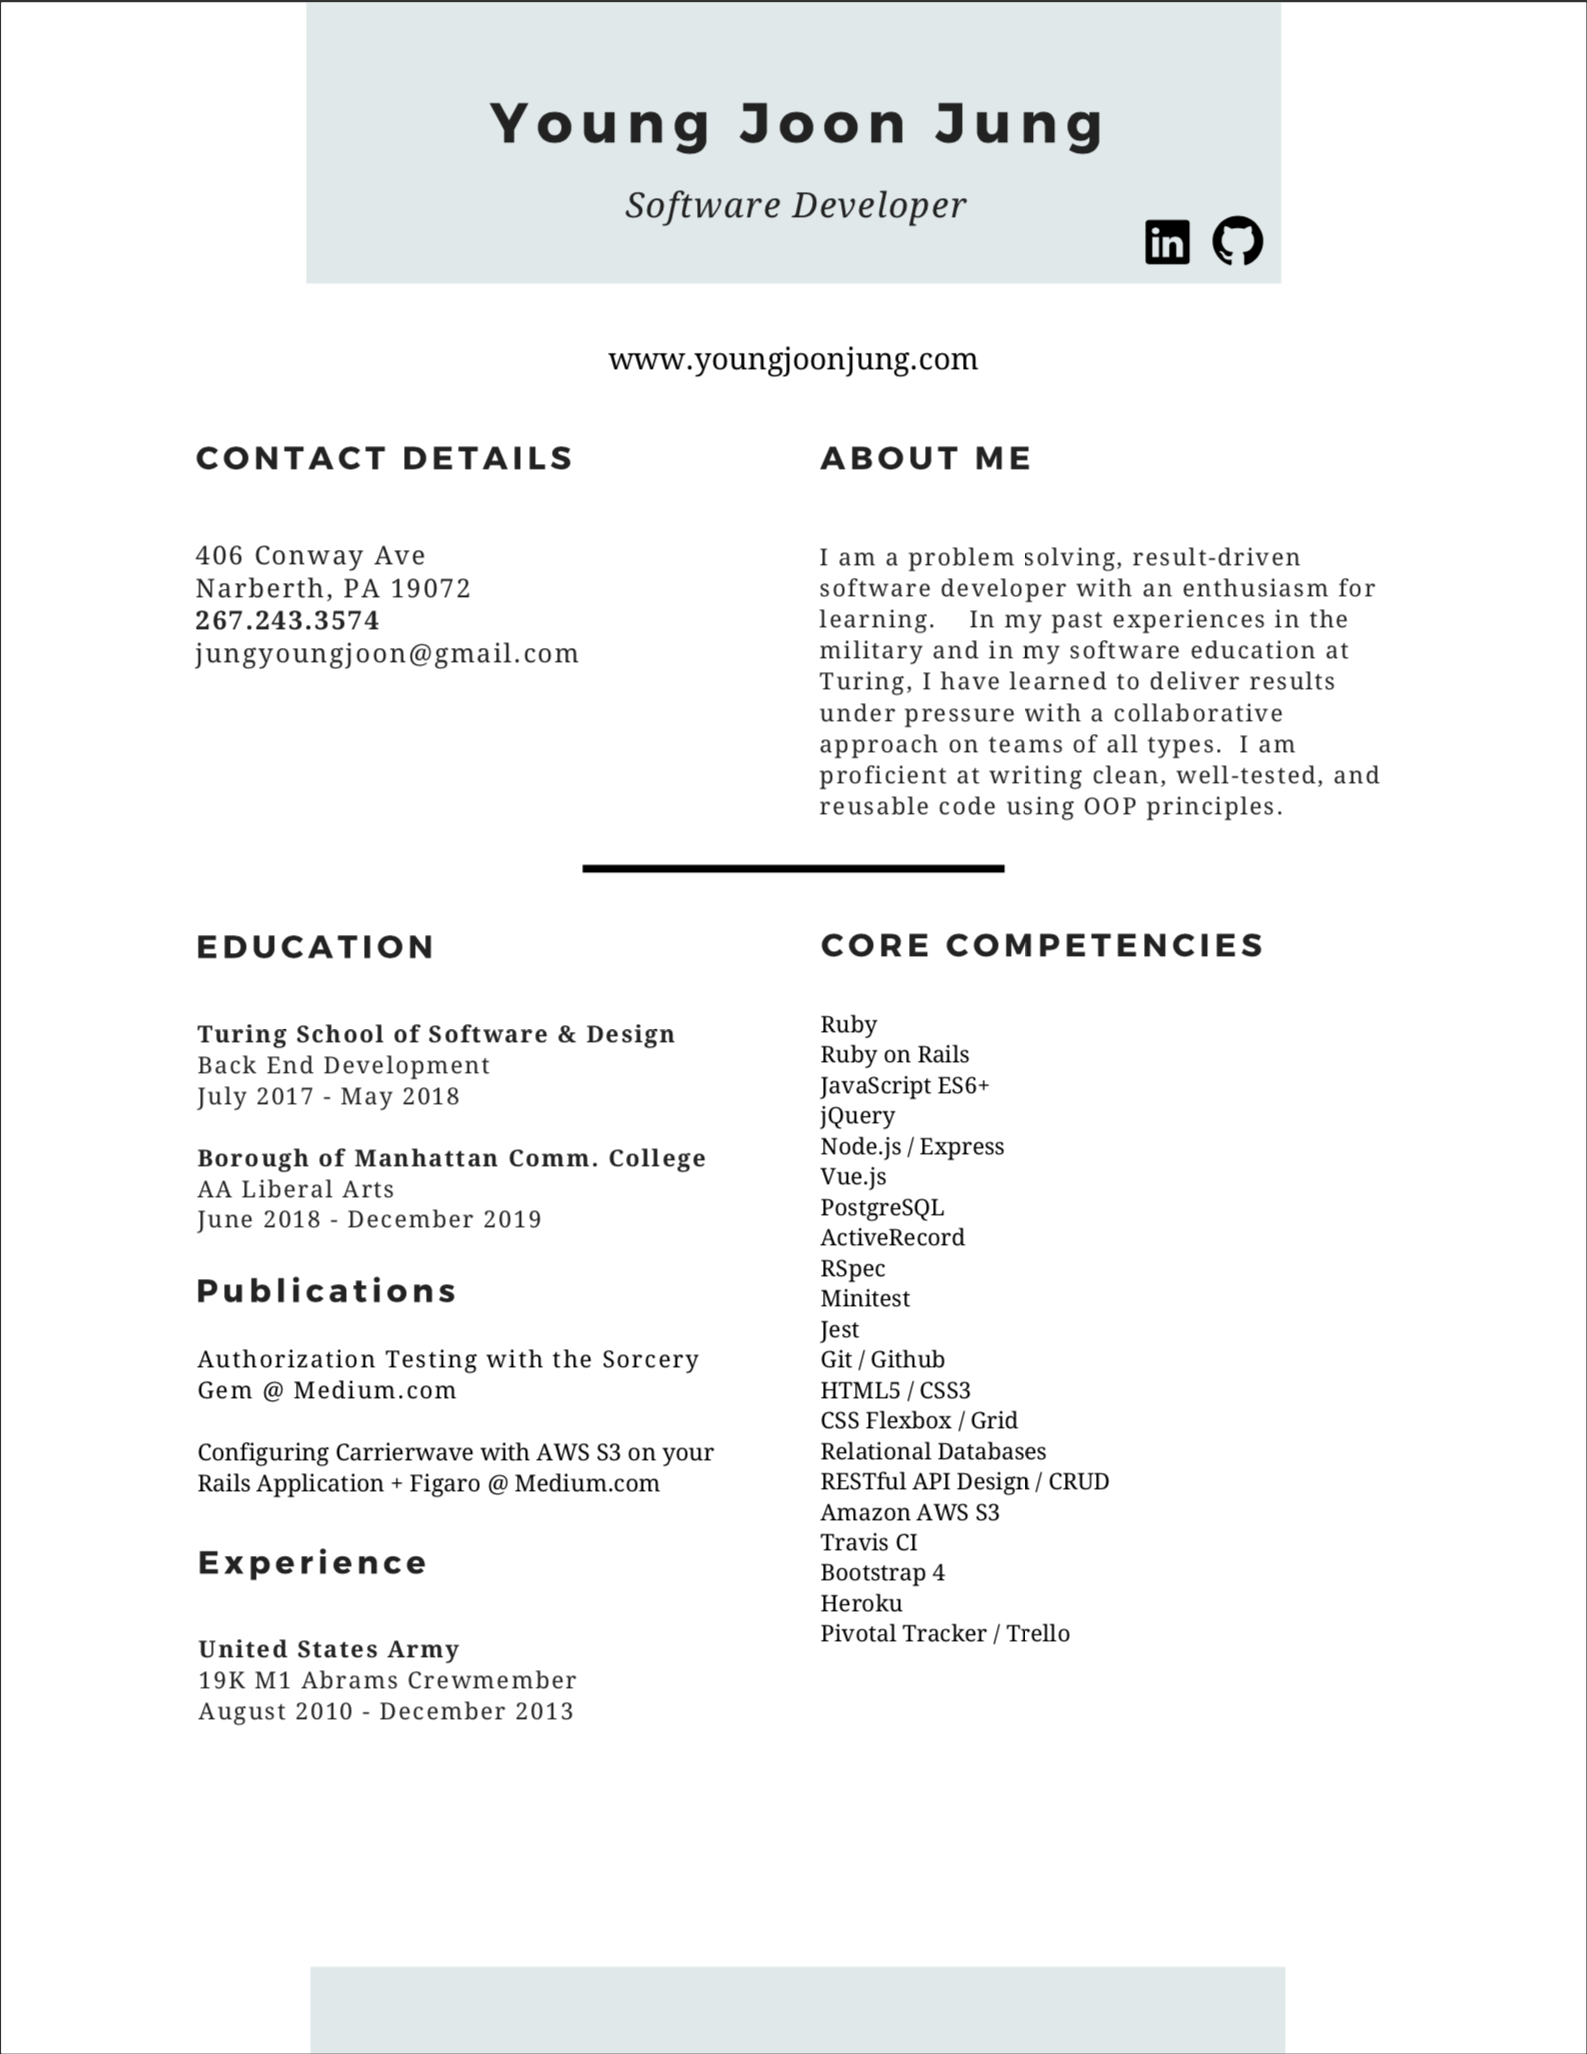 Young Joon Jung
Software Developer
in
www.youngjoonjung.com
CONTACT DETAILS
406 Conway Ave
Narberth, PA 19072
267.243.3574
jungyoungjoon@gmail.com
ABOUT ME
I am a problem solving, result-driven
software developer with an enthusiasm for
learning.    In my past experiences in the
military and in my software education at
Turing, I have learned to deliver results
under pressure with a collaborative
approach on teams of all types.  I am
proficient at writing clean, well-tested, and
reusable code using OOP principles.
EDUCATION
Turing School of Software & Design
Back End Development
July 2017 - May 2018
Borough of Manhattan Comm. College
AA Liberal Arts
June 2018 - December 2019
Publications
Authorization Testing with the Sorcery
Gem @ Medium.com
Configuring Carrierwave with AWS S3 on your
Rails Application + Figaro @ Medium.com
Experience
United States Army
19K M1 Abrams Crewmember
August 2010 - December 2013
CORE COMPETENCIES
Ruby
Ruby on Rails
JavaScript ES6+
jQuery
Node.js / Express
Vue.js
PostgreSQL
ActiveRecord
RSpec
Minitest
Jest
Git / Github
HTML5 / CSS3
CSS Flexbox / Grid
Relational Databases
RESTful API Design / CRUD
Amazon AWS S3
Travis CI
Bootstrap 4
Heroku
Pivotal Tracker / Trello